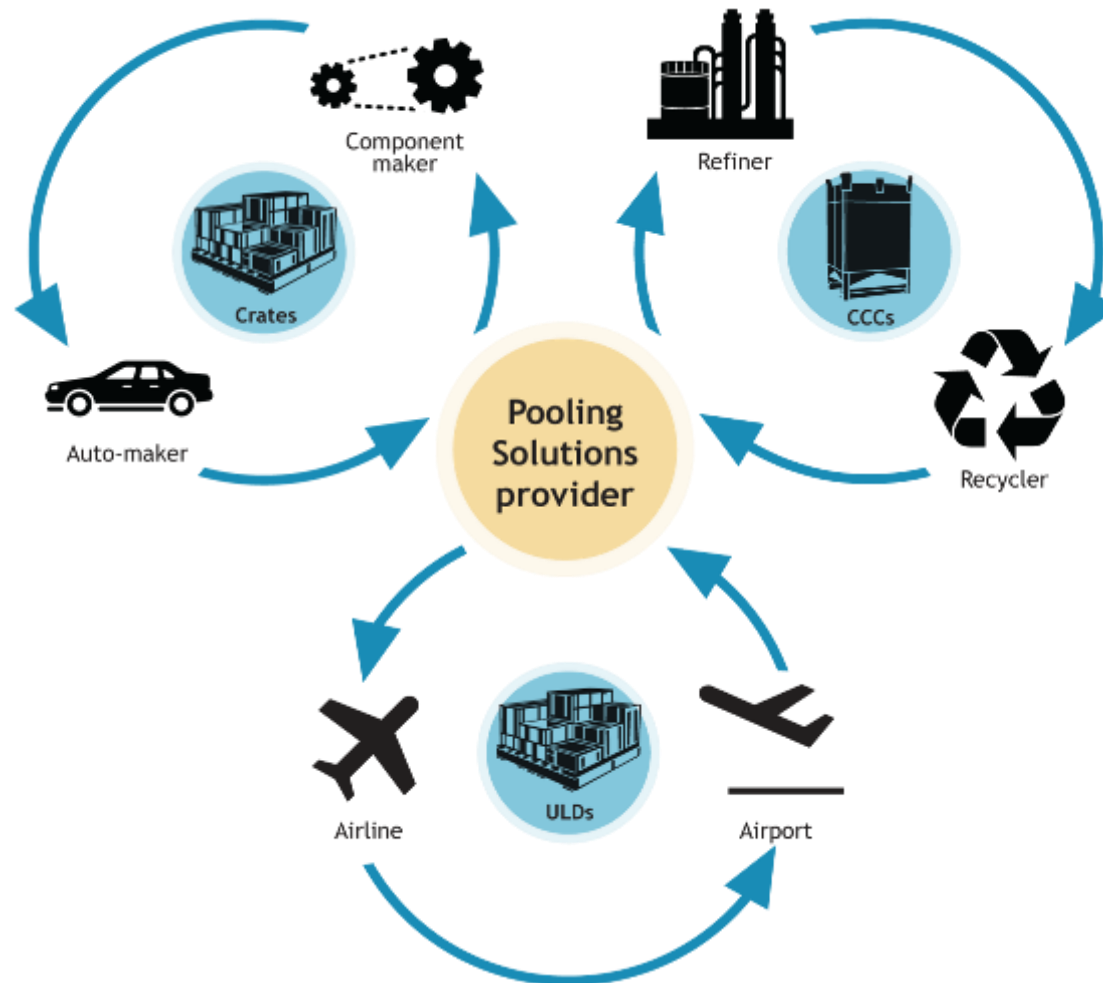 Component
maker
Refiner
Crates
CCCs
Auto-maker
Pooling
Solutions
provider
Recycler
ULDs
Airline
Airport